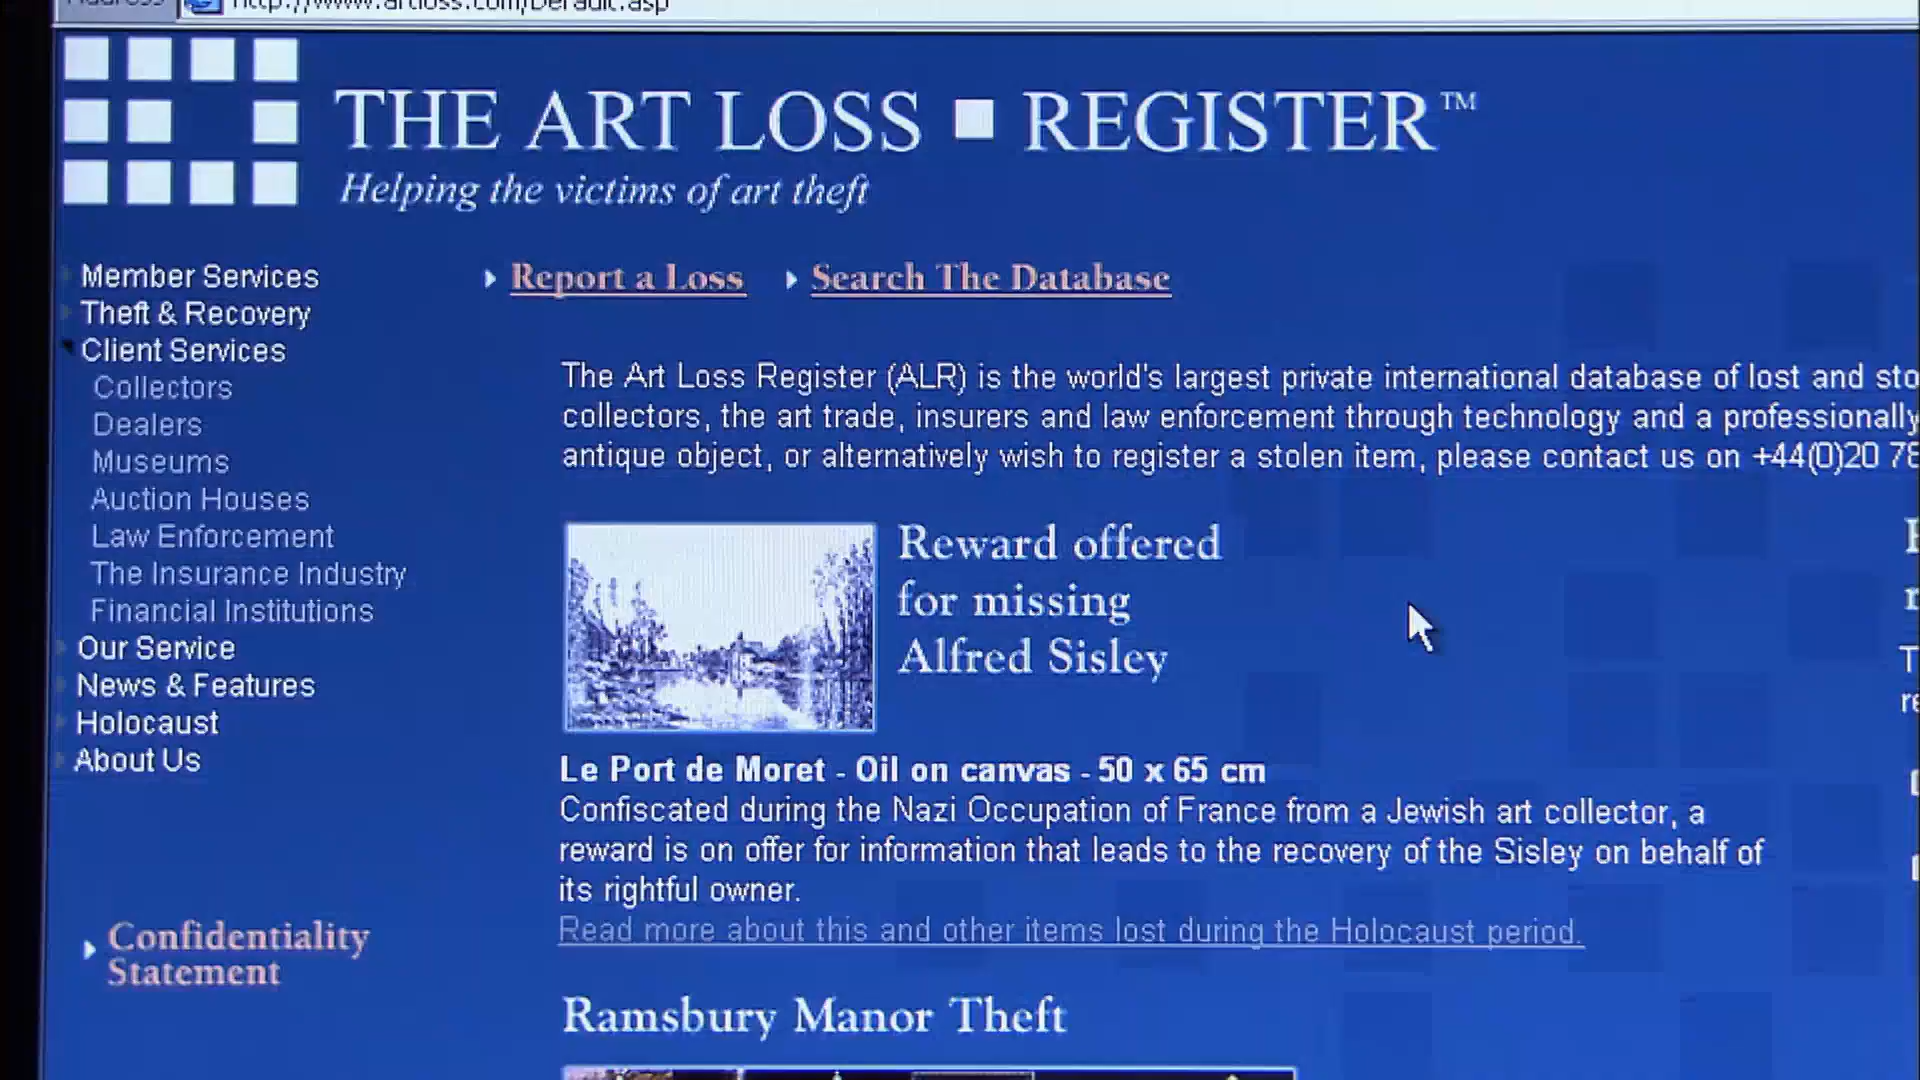 Address http://www.artloss.com/Default.asp
THE ART LOSS ■ REGISTER™
Helping the victims of art theft
Member Services
Theft & Recovery
Client Services
Collectors
Dealers
Museums
Auction Houses
Law Enforcement
The Insurance Industry
Financial Institutions
Our Service
News & Features
Holocaust
About Us
Confidentiality
Statement
Report a Loss
Search The Database
The Art Loss Register (ALR) is the world's largest private international database of lost and sto
collectors, the art trade, insurers and law enforcement through technology and a professionally
antique object, or alternatively wish to register a stolen item, please contact us on +44(0)20 78
Reward offered
for missing
Alfred Sisley
Le Port de Moret - Oil on canvas - 50 x 65 cm
Confiscated during the Nazi Occupation of France from a Jewish art collector, a
reward is on offer for information that leads to the recovery of the Sisley on behalf of
its rightful owner.
Read more about this and other items lost during the Holocaust period.
Ramsbury Manor Theft